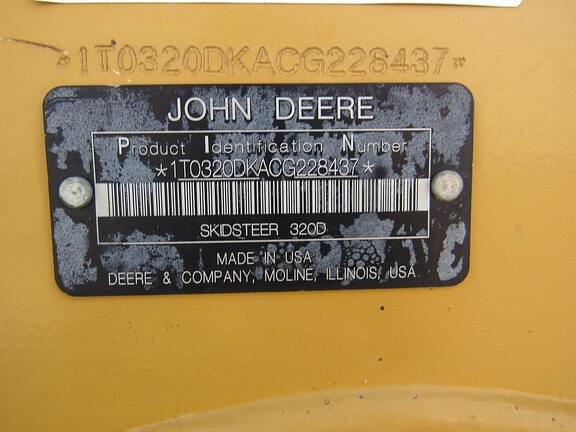 *1T0320DKACG228437*
JOHN DEERE
Product Identification Number
*1T0320DKACG228437*
SKIDSTEER 320D
MADE IN USA
DEERE & COMPANY, MOLINE, ILLINOIS, USA